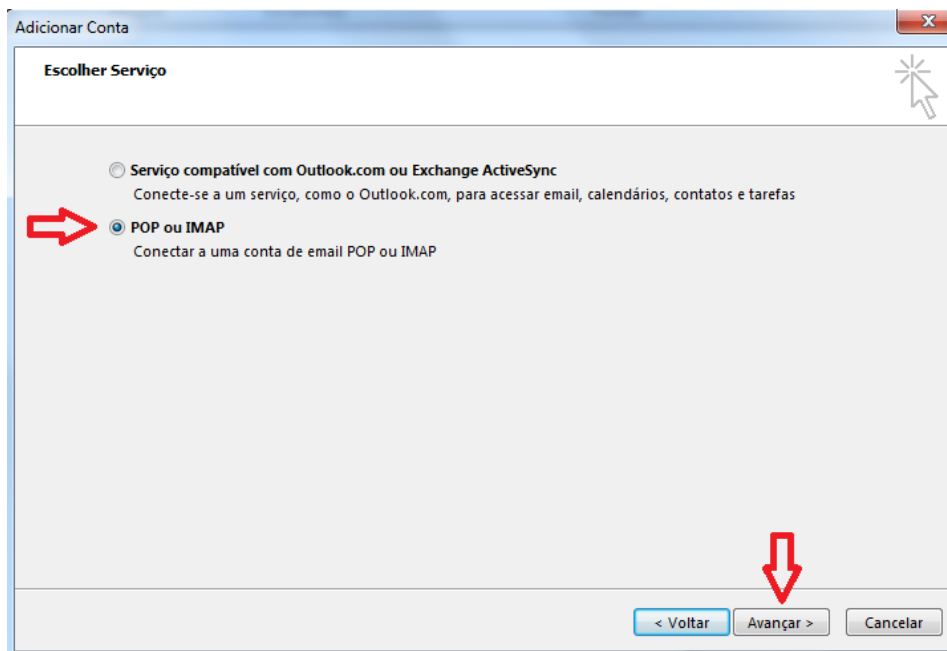 Adicionar Conta
Escolher Serviço
Serviço compatível com Outlook.com ou Exchange ActiveSync
Conecte-se a um serviço, como o Outlook.com, para acessar email, calendários, contatos e tarefas
POP ou IMAP
Conectar a uma conta de email POP ou IMAP
< Voltar Avançar > Cancelar